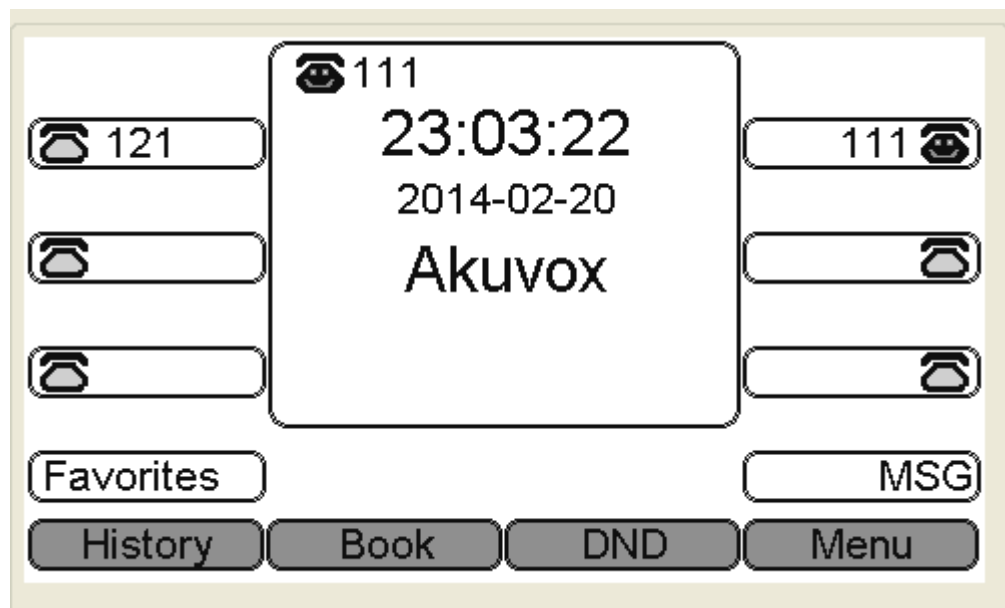 111
23:03:22
2014-02-20
Akuvox
121
111
Favorites
MSG
History Book DND Menu